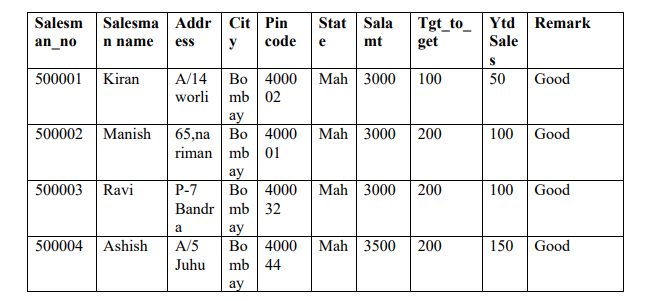 Salesman_no Salesman name Address City Pin code State Salamt Tgt_to_get Ytd Sales Remark
500001 Kiran A/14 worli Bombay 400002 Mah 3000 100 50 Good
500002 Manish 65,nariman Bombay 400001 Mah 3000 200 100 Good
500003 Ravi P-7 Bandra Bombay 400032 Mah 3000 200 100 Good
500004 Ashish A/5 Juhu Bombay 400044 Mah 3500 200 150 Good